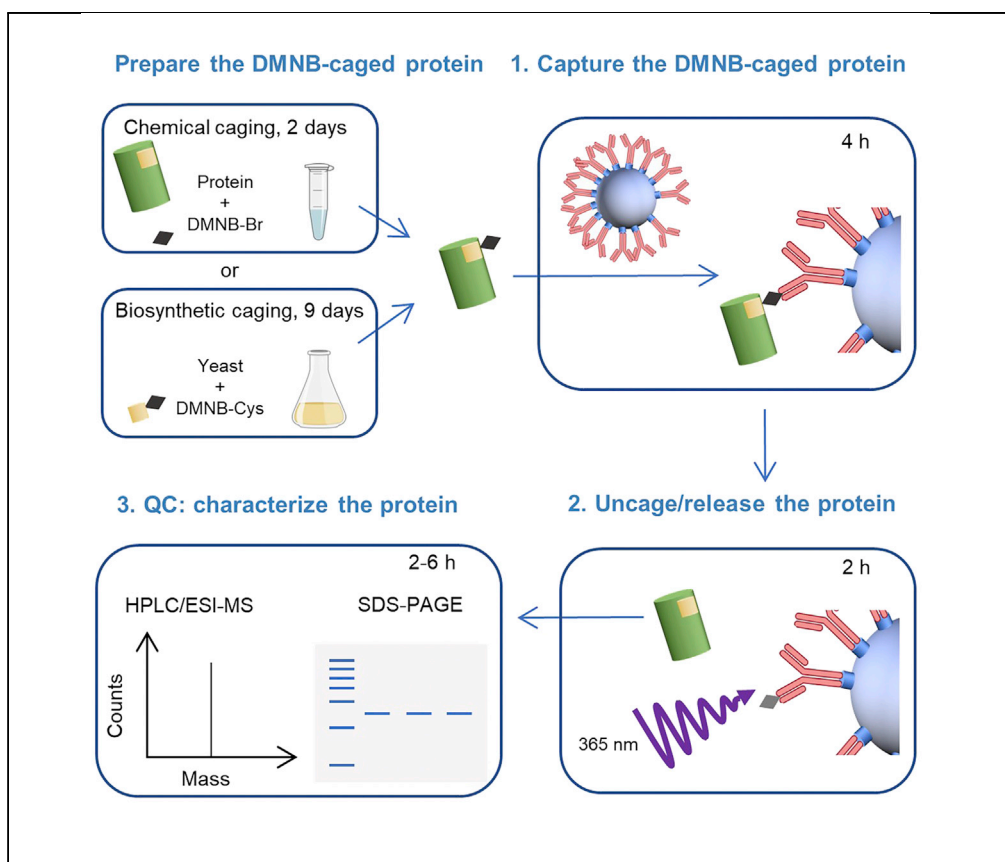 Prepare the DMNB-caged protein
Chemical caging, 2 days
Protein
+
DMNB-Br
or
Biosynthetic caging, 9 days
Yeast
+
DMNB-Cys
1. Capture the DMNB-caged protein
4 h
2. Uncage/release the protein
2 h
365 nm
3. QC: characterize the protein
2-6 h
HPLC/ESI-MS
SDS-PAGE
Counts
Mass